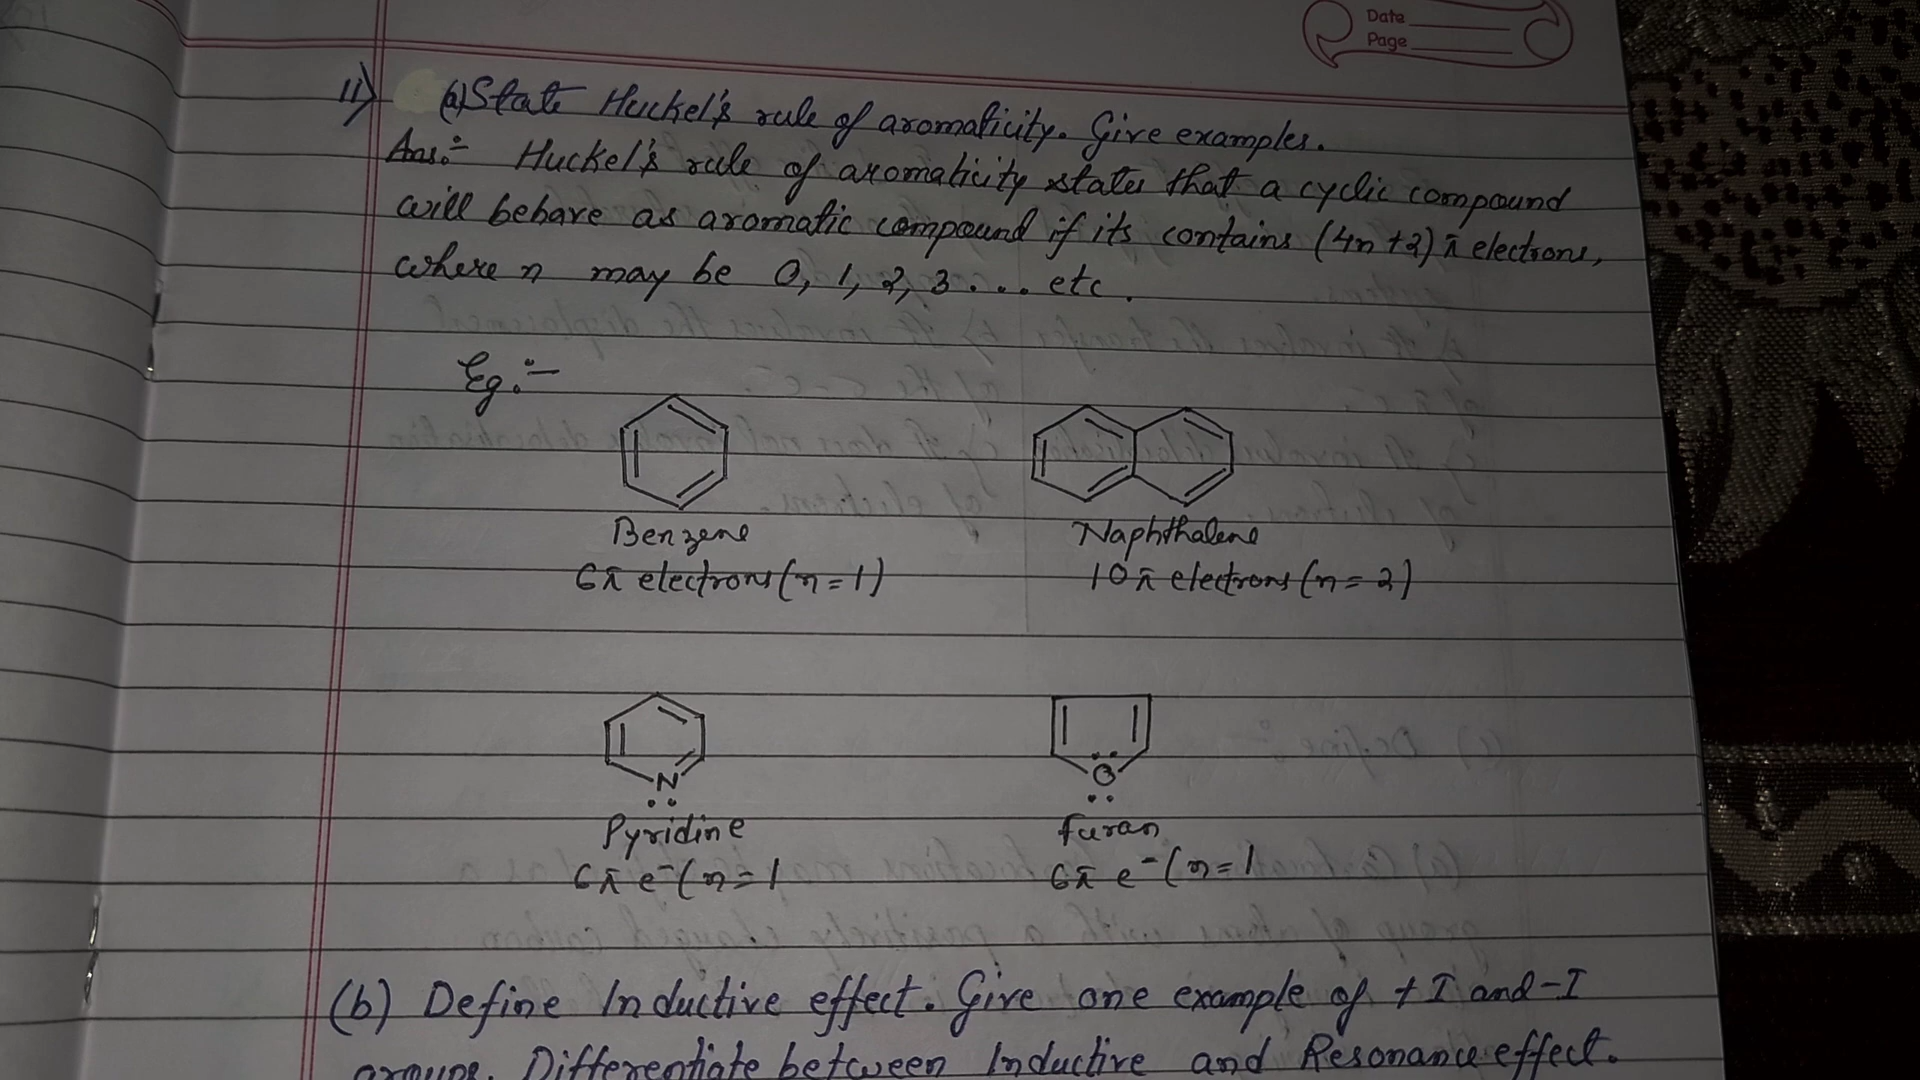 Date
Page
11) (a) State Huckel's rule of aromaticity. Give examples.
Ans:- Huckel's rule of aromaticity states that a cyclic compound
will behave as aromatic compound if its contains (4n+2) π electrons,
where n may be 0, 1, 2, 3 ... etc.
Eg:-
Benzene Naphthalene
6π electrons (n=1) 10π electrons (n=2)
N O
Pyridine furan
6π e⁻ (n=1 6π e⁻ (n=1
(b) Define Inductive effect. Give one example of +I and -I
groups. Differentiate between Inductive and Resonance effect.